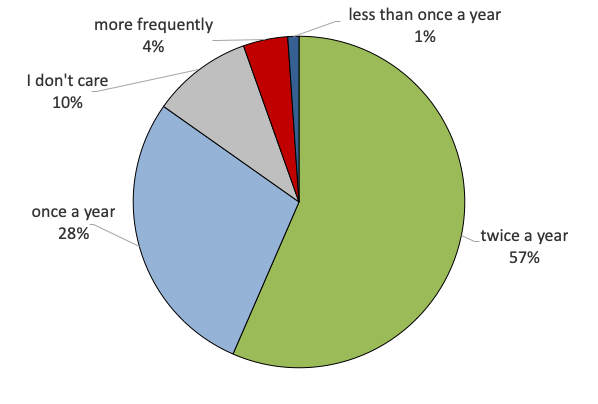 less than once a year
1%
more frequently
4%
I don't care
10%
once a year
28%
twice a year
57%